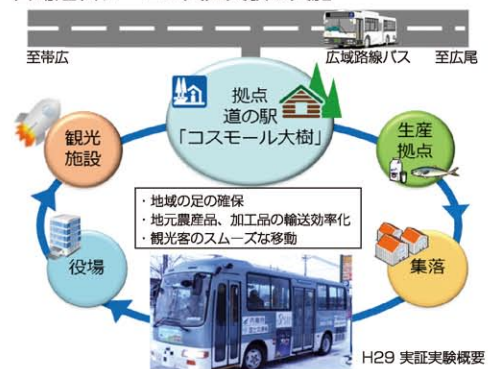 至帯広
広域路線バス
至広尾
拠点
道の駅
「コスモール大樹」
観光
施設
生産
拠点
・地域の足の確保
・地元農産品、加工品の輸送効率化
・観光客のスムーズな移動
役場
集落
H29 実証実験概要